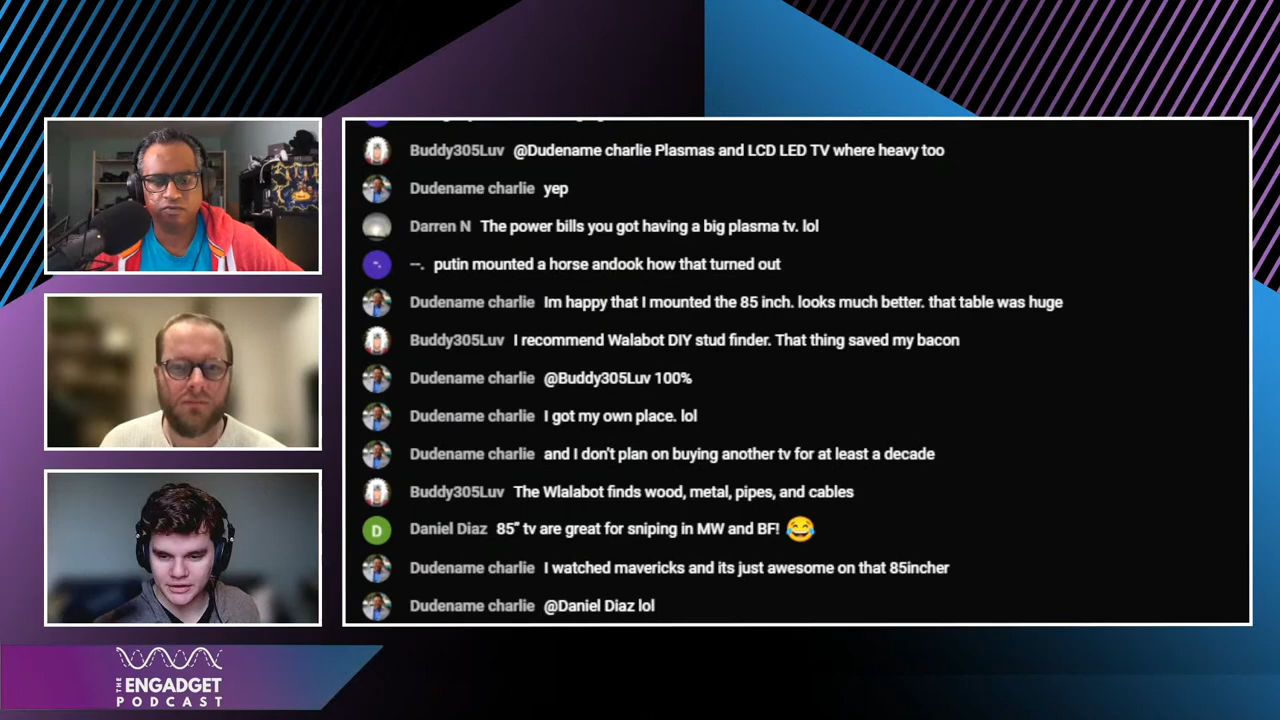 Buddy305Luv @Dudename charlie Plasmas and LCD LED TV where heavy too
Dudename charlie yep
Darren N The power bills you got having a big plasma tv. lol
--. putin mounted a horse andook how that turned out
Dudename charlie Im happy that I mounted the 85 inch. looks much better. that table was huge
Buddy305Luv I recommend Walabot DIY stud finder. That thing saved my bacon
Dudename charlie @Buddy305Luv 100%
Dudename charlie I got my own place. lol
Dudename charlie and I don't plan on buying another tv for at least a decade
Buddy305Luv The Wlalabot finds wood, metal, pipes, and cables
D Daniel Diaz 85" tv are great for sniping in MW and BF! 😂
Dudename charlie I watched mavericks and its just awesome on that 85incher
Dudename charlie @Daniel Diaz lol
THE ENGADGET
PODCAST